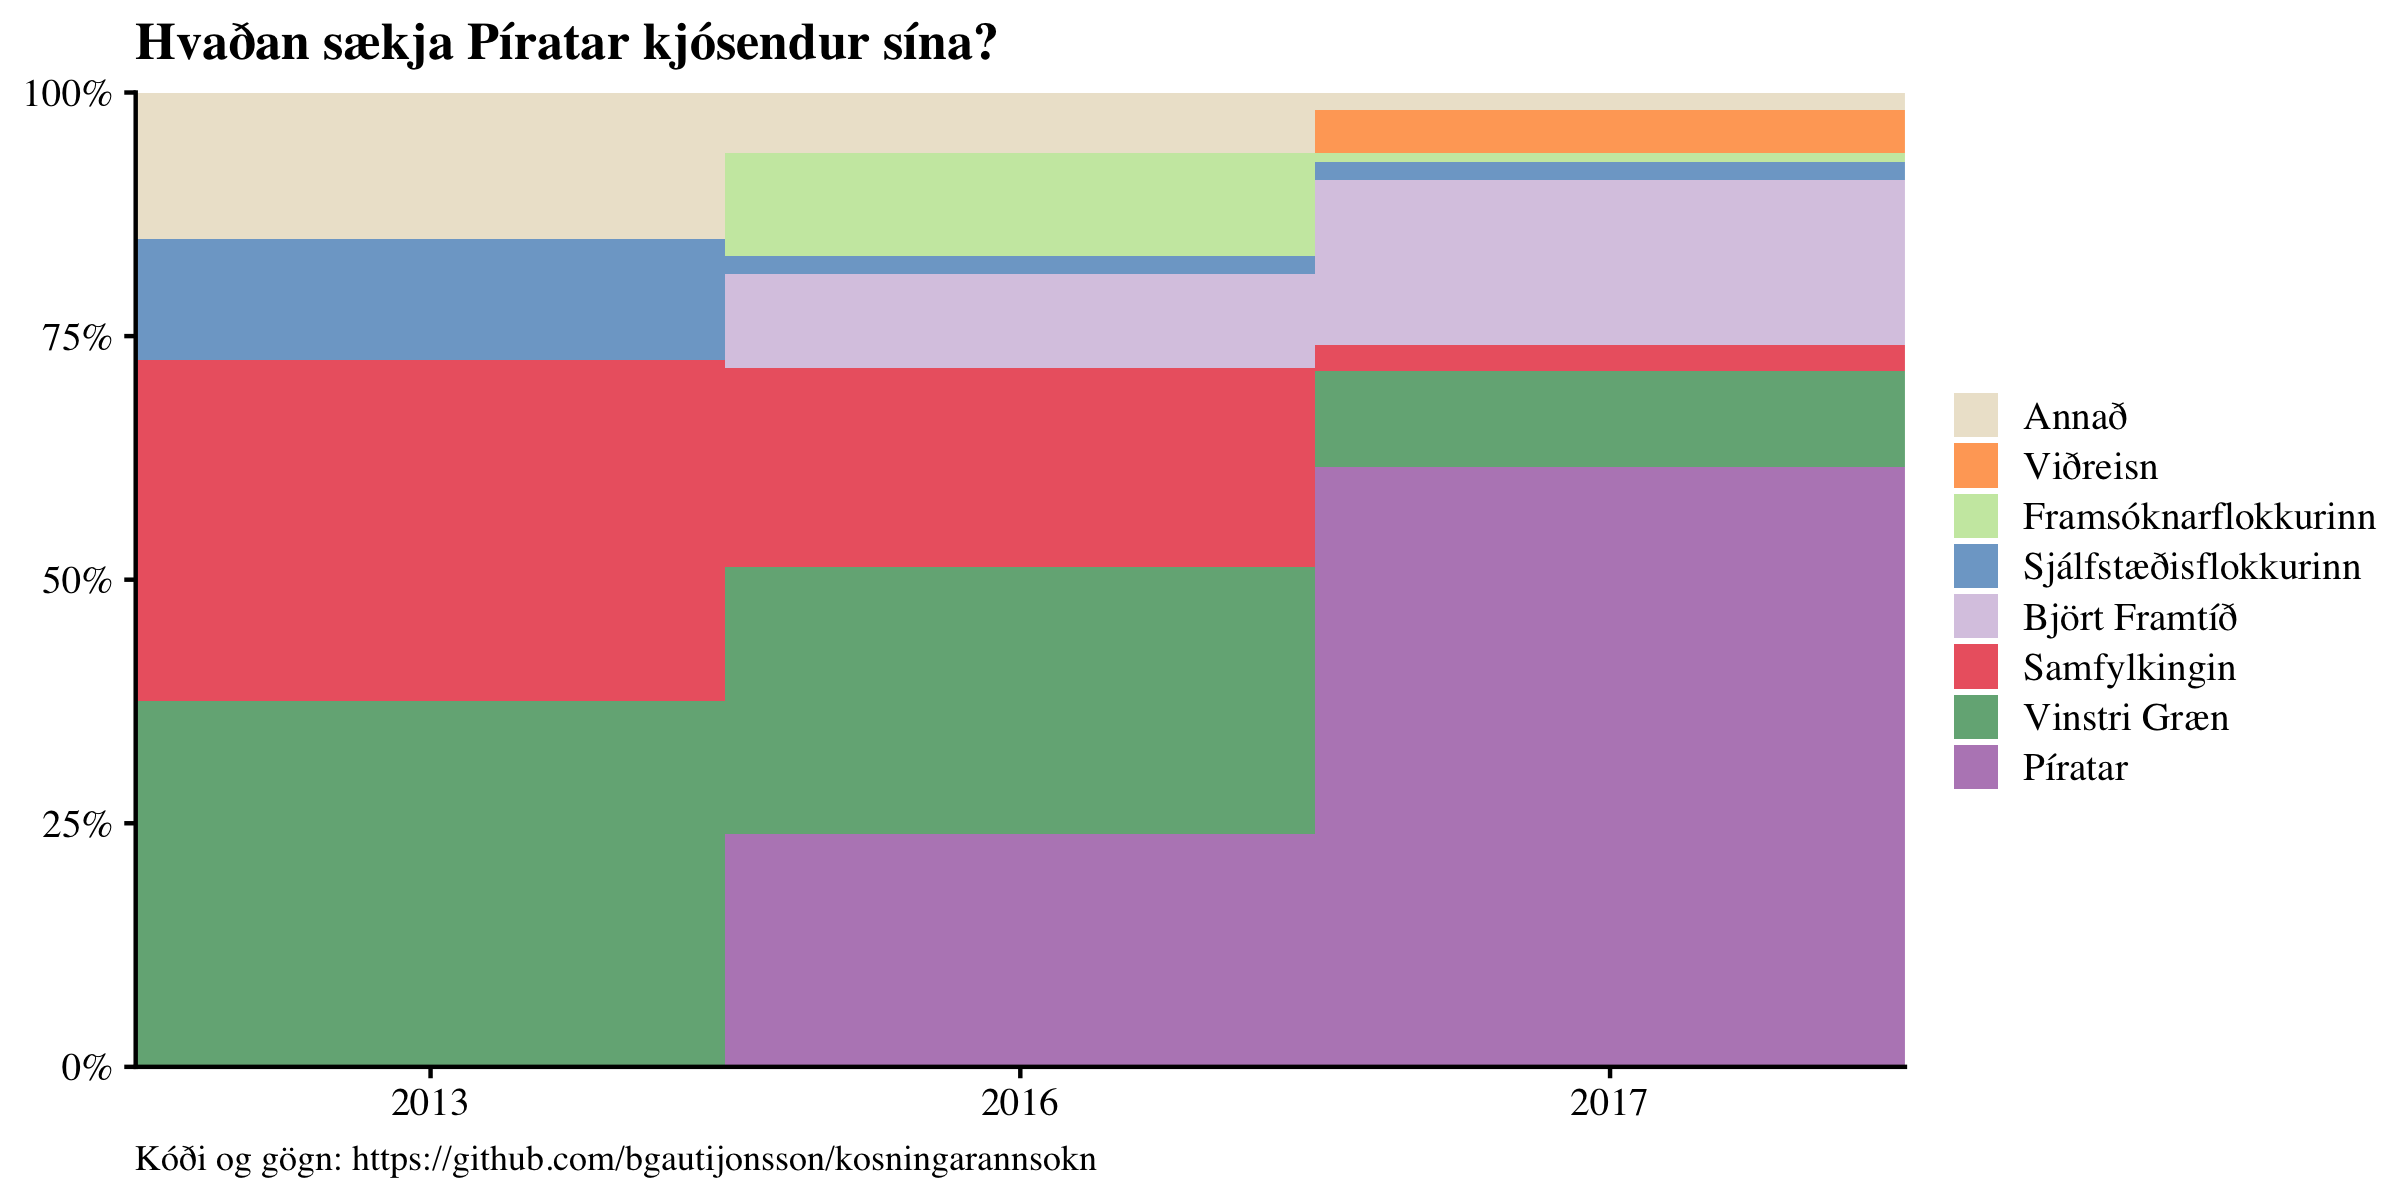 Hvaðan sækja Píratar kjósendur sína?
100%
75%
50%
25%
0%
2013
2016
2017
Annað
Viðreisn
Framsóknarflokkurinn
Sjálfstæðisflokkurinn
Björt Framtíð
Samfylkingin
Vinstri Græn
Píratar
Kóði og gögn: https://github.com/bgautijonsson/kosningarannsokn